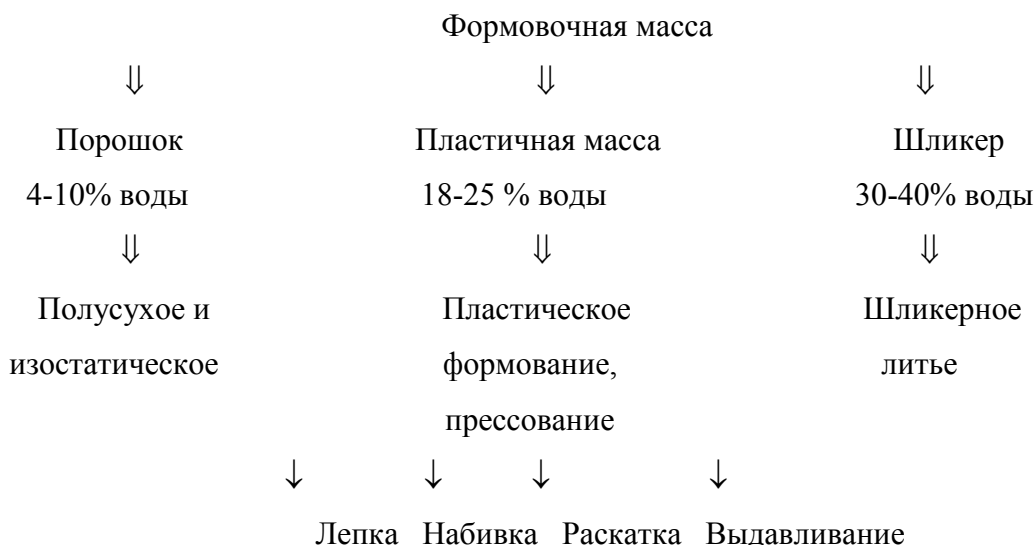 Формовочная масса
⇓ ⇓ ⇓
Порошок Пластичная масса Шликер
4-10% воды 18-25 % воды 30-40% воды
⇓ ⇓ ⇓
Полусухое и Пластическое Шликерное
изостатическое формование, литье
прессование
↓ ↓ ↓ ↓
Лепка Набивка Раскатка Выдавливание